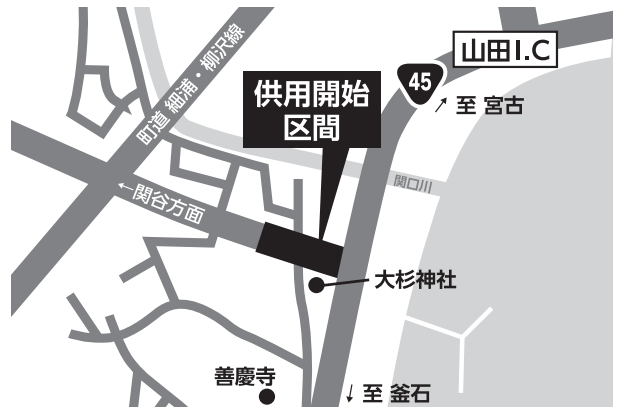 山田I.C
45
↗ 至 宮古
町道 細浦・柳沢線
供用開始
区間
関口川
←関谷方面
大杉神社
善慶寺
↓ 至 釜石